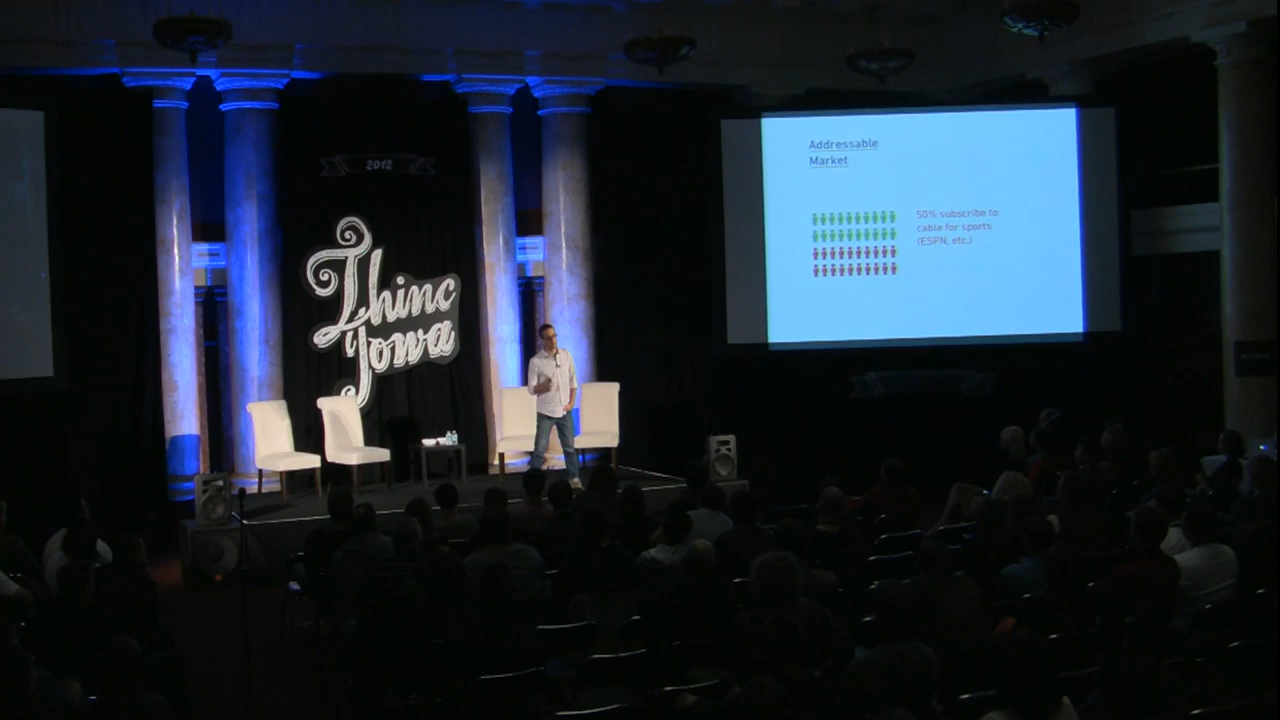 2012
Thinc
Iowa
Addressable
Market
50% subscribe to
cable for sports
(ESPN, etc.)